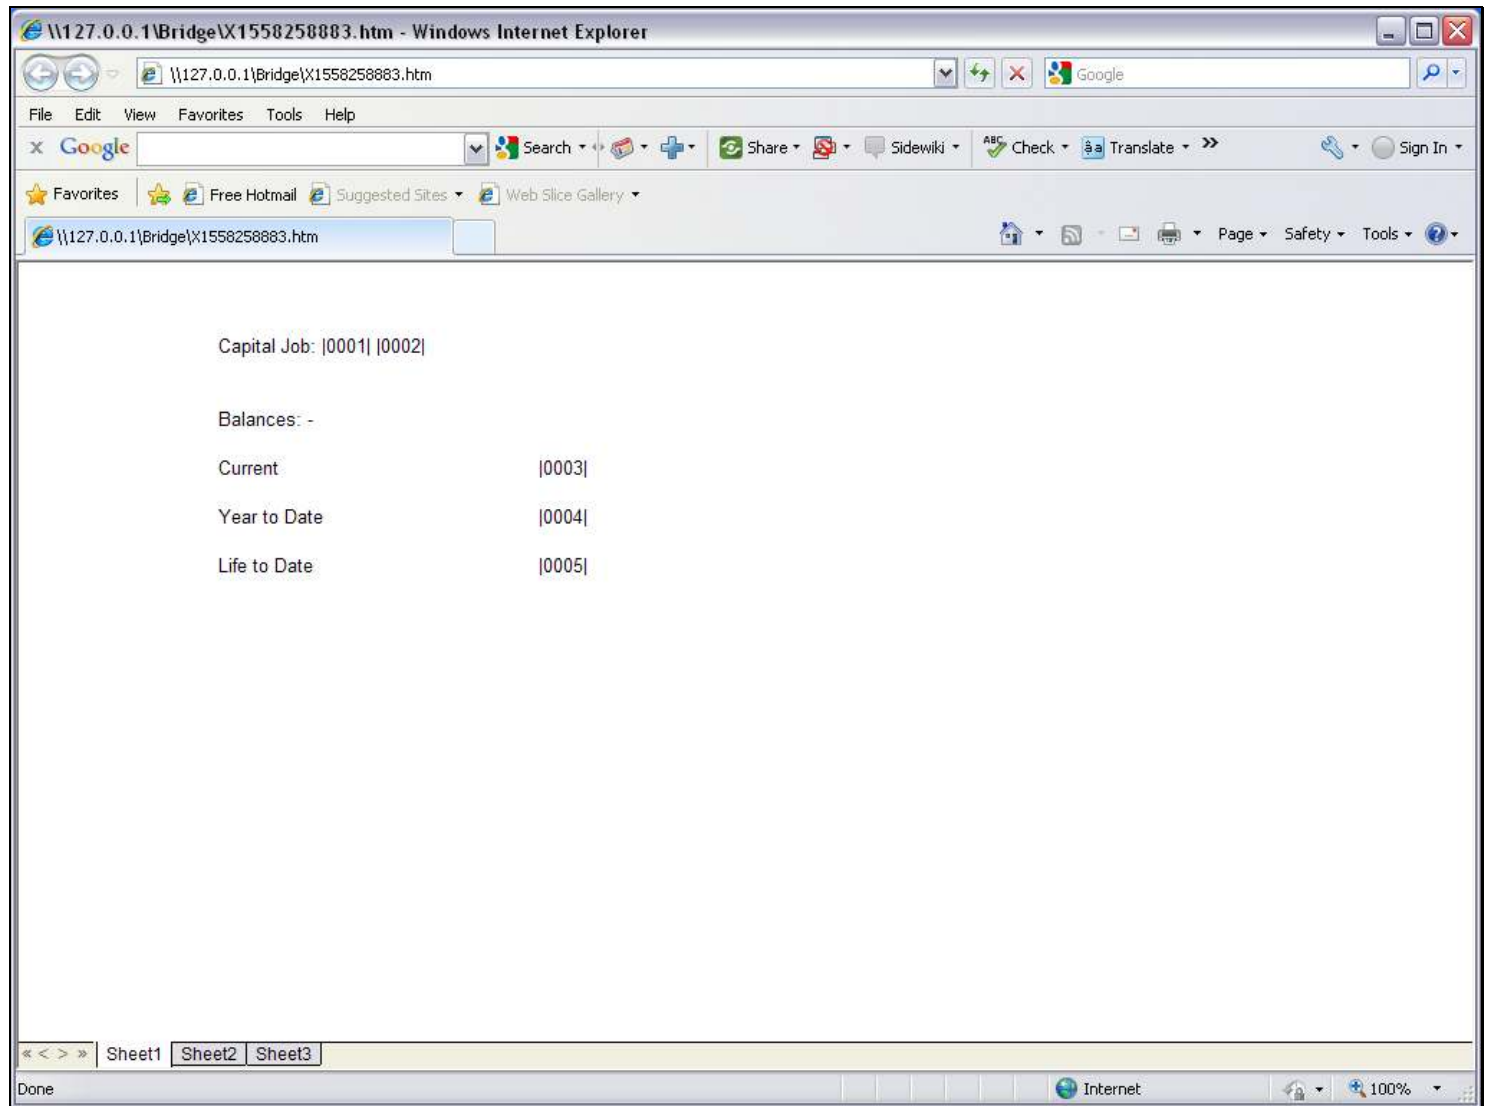 \\127.0.0.1\Bridge\X1558258883.htm - Windows Internet Explorer
\\127.0.0.1\Bridge\X1558258883.htm Google
File Edit View Favorites Tools Help
x Google Search Share Sidewiki ABC Check âa Translate » Sign In
Favorites Free Hotmail Suggested Sites Web Slice Gallery
\\127.0.0.1\Bridge\X1558258883.htm Page Safety Tools
Capital Job: |0001| |0002|
Balances: -
Current |0003|
Year to Date |0004|
Life to Date |0005|
« < > » Sheet1 Sheet2 Sheet3
Done Internet 100%